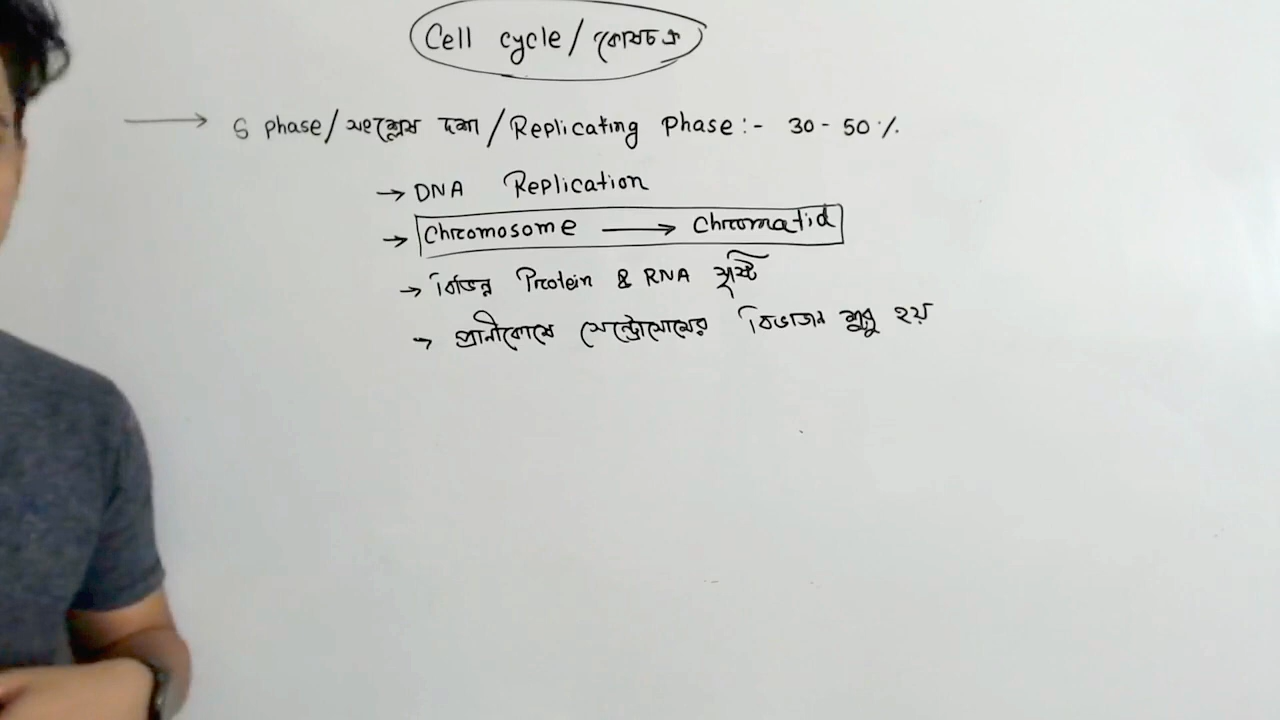 Cell cycle / কোষচক্র
→ S phase/সংশ্লেষ দশা / Replicating Phase:- 30 - 50%
→ DNA Replication
→ Chromosome → Chromatid
→ বিভিন্ন Protein & RNA সৃষ্টি
→ প্রানীকোষে সেন্ট্রোসোমের বিভাজন শুরু হয়